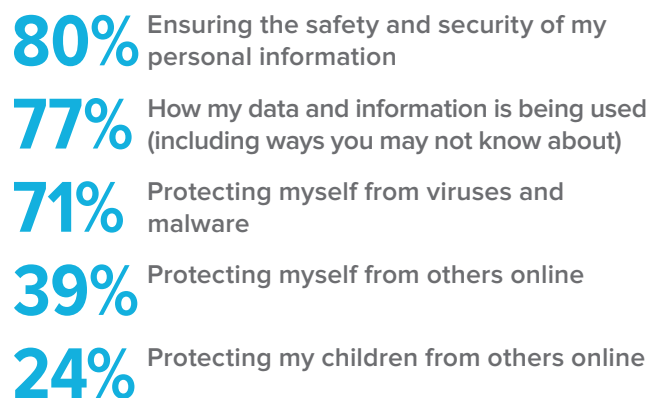 80% Ensuring the safety and security of my
personal information
77% How my data and information is being used
(including ways you may not know about)
71% Protecting myself from viruses and
malware
39% Protecting myself from others online
24% Protecting my children from others online